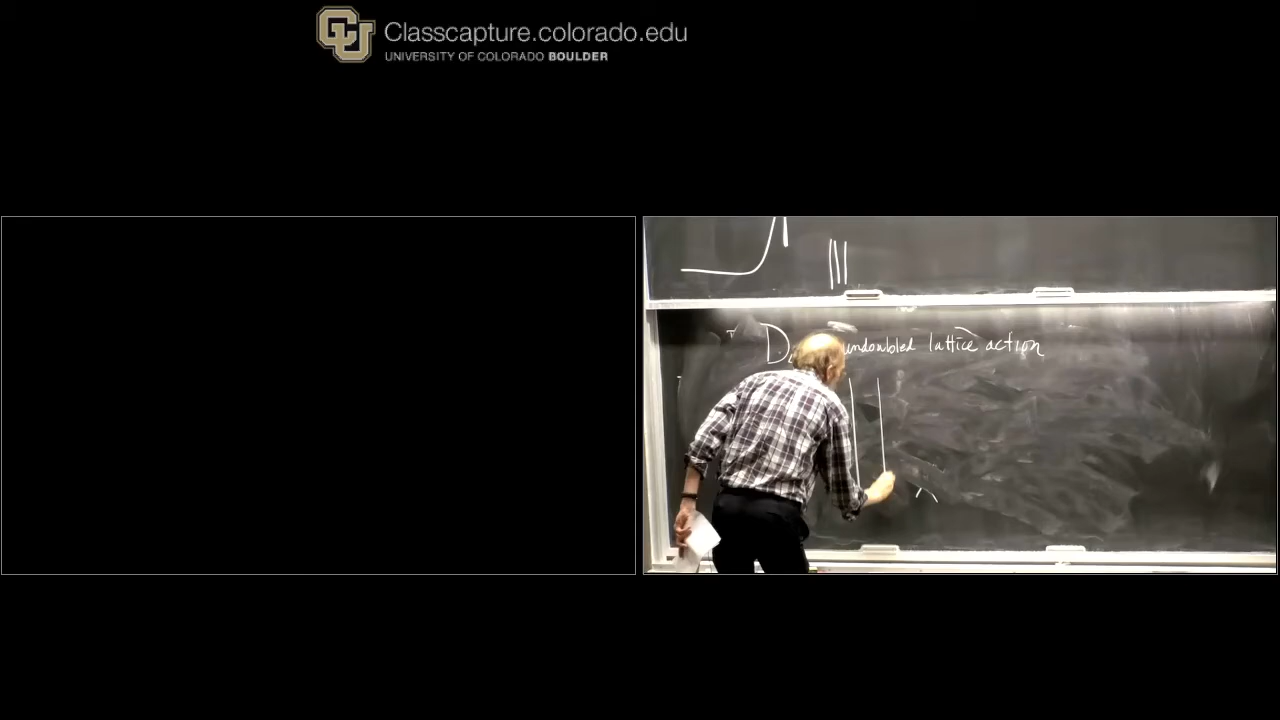 Classcapture.colorado.edu
UNIVERSITY OF COLORADO BOULDER
D undoubled lattice action